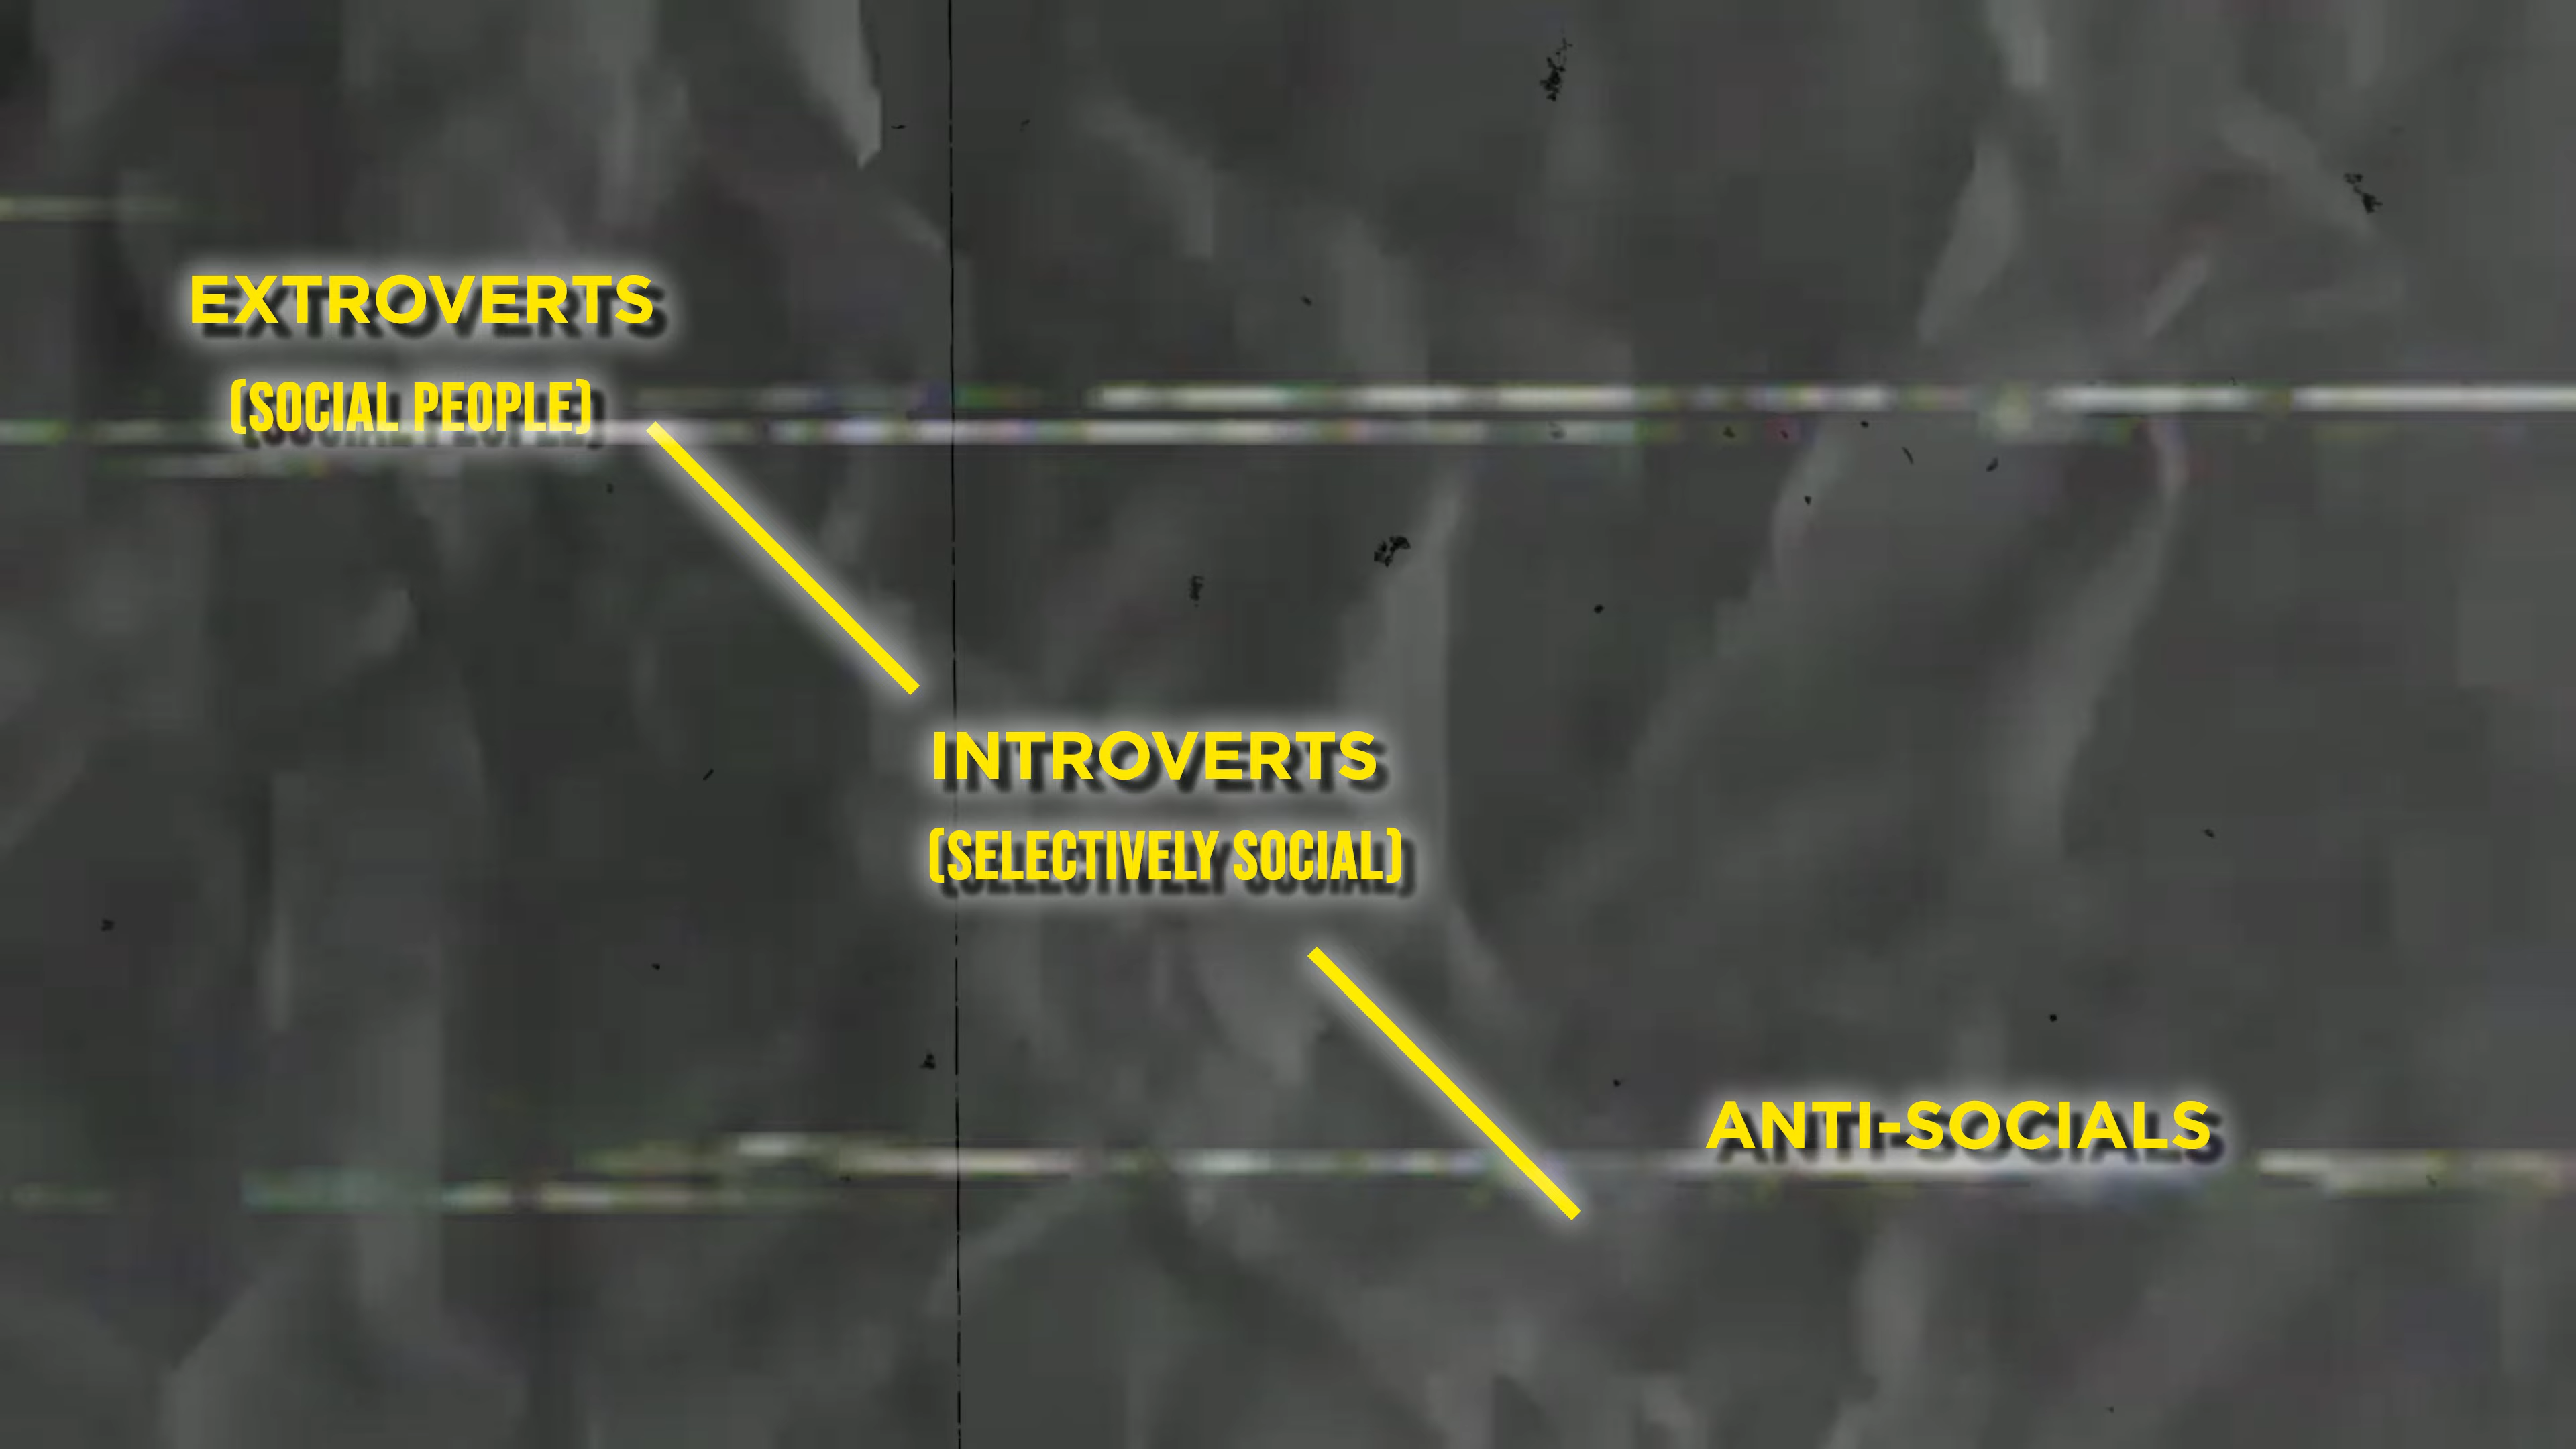 EXTROVERTS
(SOCIAL PEOPLE)
INTROVERTS
(SELECTIVELY SOCIAL)
ANTI-SOCIALS